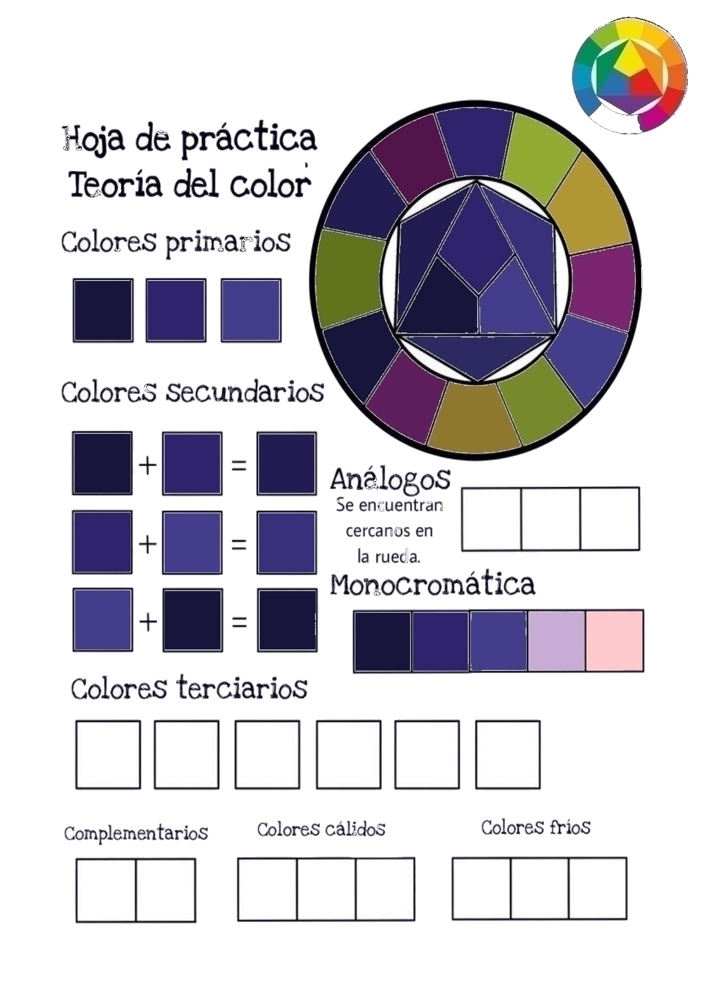 Hoja de práctica
Teoría del color
Colores primarios
Colores secundarios
+ =
+ =
+ =
Análogos
Se encuentran
cercanos en
la rueda.
Monocromática
Colores terciarios
Complementarios
Colores cálidos
Colores fríos